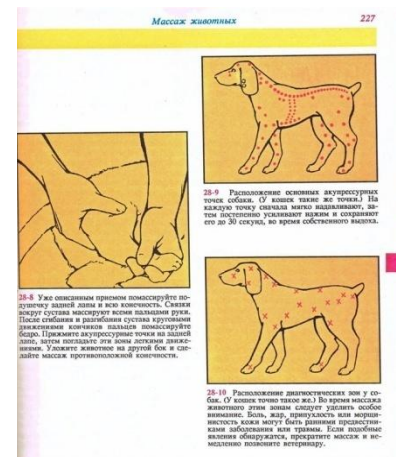 Массаж животных 227
28-9 Расположение основных акупрессурных
точек собаки. (У кошек такие же точки.) На
каждую точку сначала мягко надавливают, за-
тем постепенно усиливают нажим и сохраняют
его до 30 секунд, во время собственного выдоха.
28-8 Уже описанным приемом помассируйте по-
душечку задней лапы и всю конечность. Связки
вокруг сустава массируют всеми пальцами руки.
После сгибания и разгибания сустава круговыми
движениями кончиков пальцев помассируйте
бедро. Прижмите акупрессурные точки на задней
лапе, затем погладьте эти зоны легкими движе-
ниями. Уложите животное на другой бок и сде-
лайте массаж противоположной конечности.
28-10 Расположение диагностических зон у со-
бак. (У кошек точно такое же.) Во время массажа
животного этим зонам следует уделить особое
внимание. Боль, жар, припухлость или морщи-
нистость кожи могут быть ранними предвестни-
ками заболевания или травмы. Если подобные
явления обнаружатся, прекратите массаж и не-
медленно позвоните ветеринару.